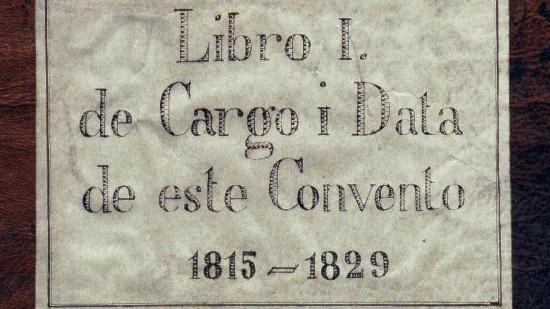 Libro I.
de Cargo i Data
de este Convento
1815 - 1829